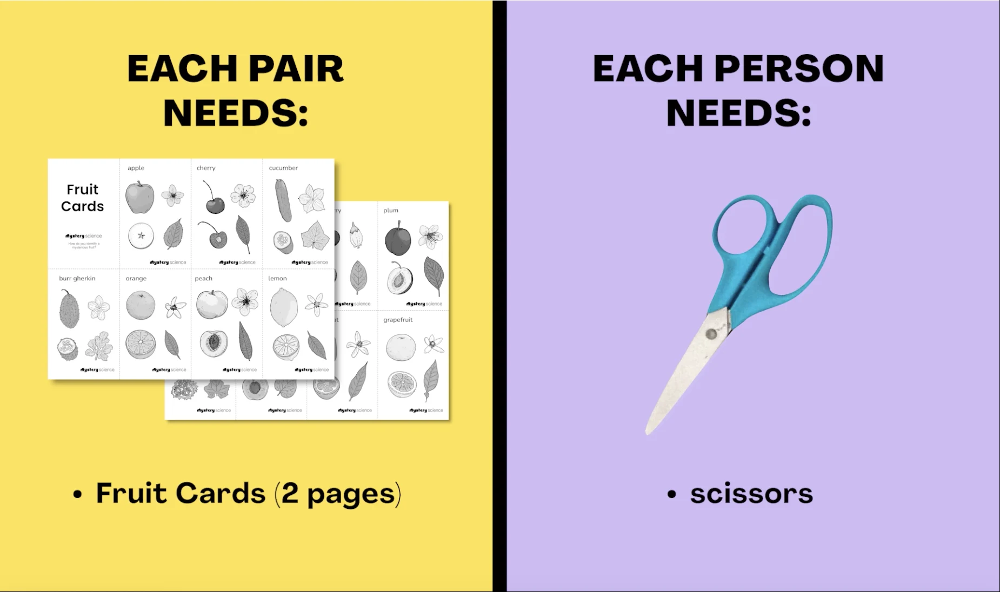 EACH PAIR
NEEDS:
Fruit
Cards
mystery science
How do you identify a
mysterious fruit?
apple
mystery science
cherry
mystery science
cucumber
mystery science
burr gherkin
mystery science
orange
mystery science
peach
mystery science
lemon
mystery science
rry
mystery science
plum
mystery science
mystery science
mystery science
at
mystery science
grapefruit
mystery science
• Fruit Cards (2 pages)
EACH PERSON
NEEDS:
• scissors